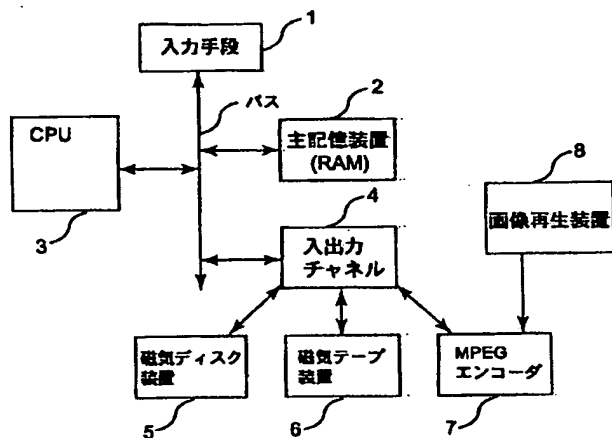 1
入力手段
バス
2
CPU
主記憶装置
(RAM)
3
4
8
入出力
チャネル
画像再生装置
磁気ディスク
装置
磁気テープ
装置
MPEG
エンコーダ
5
6
7